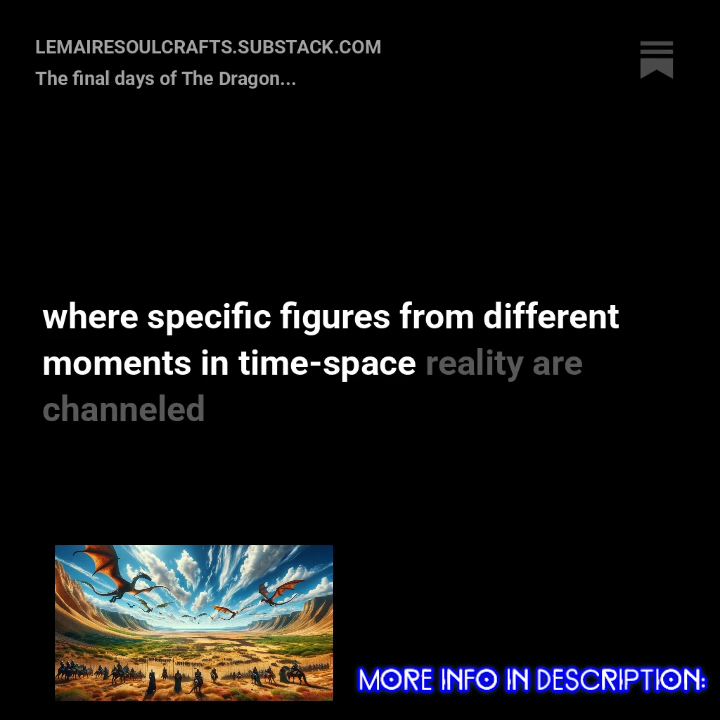 LEMAIRESOULCRAFTS.SUBSTACK.COM
The final days of The Dragon...
where specific figures from different
moments in time-space reality are
channeled
MORE INFO IN DESCRIPTION: